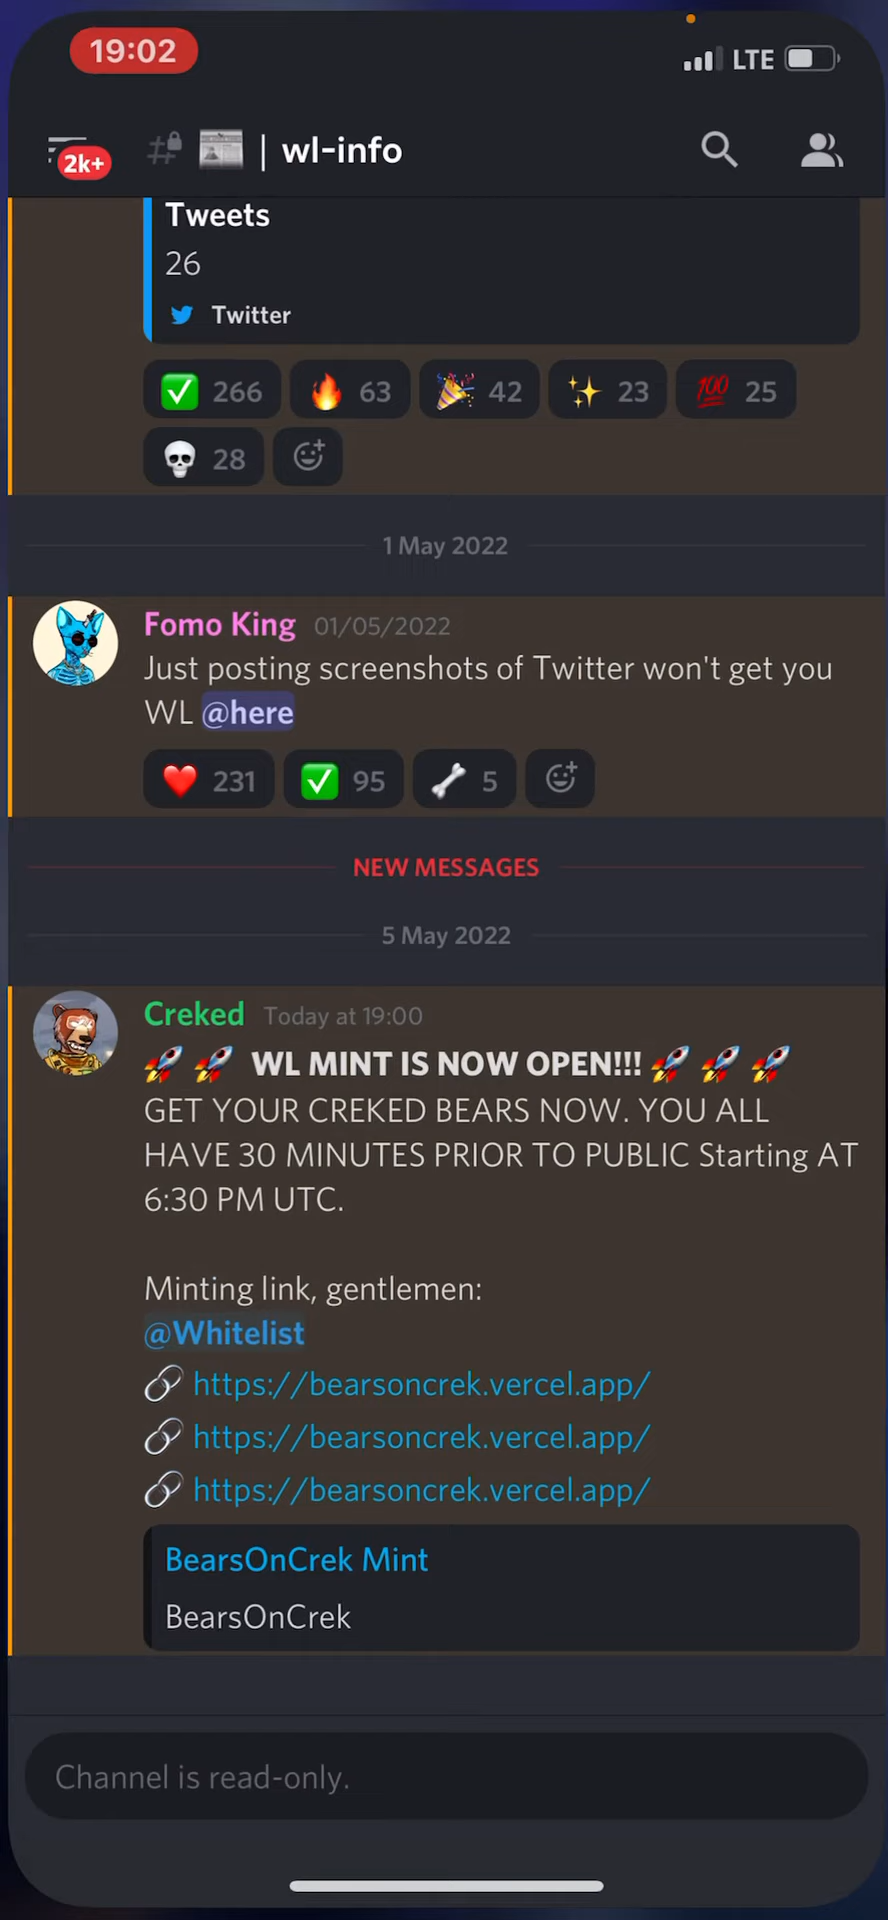 19:02
LTE
2k+
| wl-info
Tweets
26
Twitter
266 63 42 23 100 25
28
1 May 2022
Fomo King 01/05/2022
Just posting screenshots of Twitter won't get you
WL @here
231 95 5
NEW MESSAGES
5 May 2022
Creked Today at 19:00
WL MINT IS NOW OPEN!!!
GET YOUR CREKED BEARS NOW. YOU ALL
HAVE 30 MINUTES PRIOR TO PUBLIC Starting AT
6:30 PM UTC.
Minting link, gentlemen:
@Whitelist
https://bearsoncrek.vercel.app/
https://bearsoncrek.vercel.app/
https://bearsoncrek.vercel.app/
BearsOnCrek Mint
BearsOnCrek
Channel is read-only.